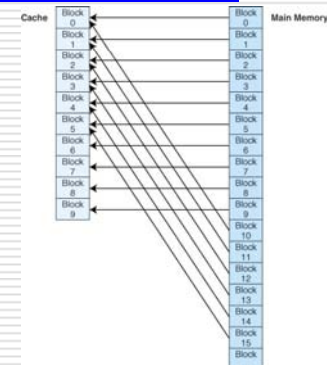 Cache
Block
0
Block
1
Block
2
Block
3
Block
4
Block
5
Block
6
Block
7
Block
8
Block
9
Main Memory
Block
0
Block
1
Block
2
Block
3
Block
4
Block
5
Block
6
Block
7
Block
8
Block
9
Block
10
Block
11
Block
12
Block
13
Block
14
Block
15
Block